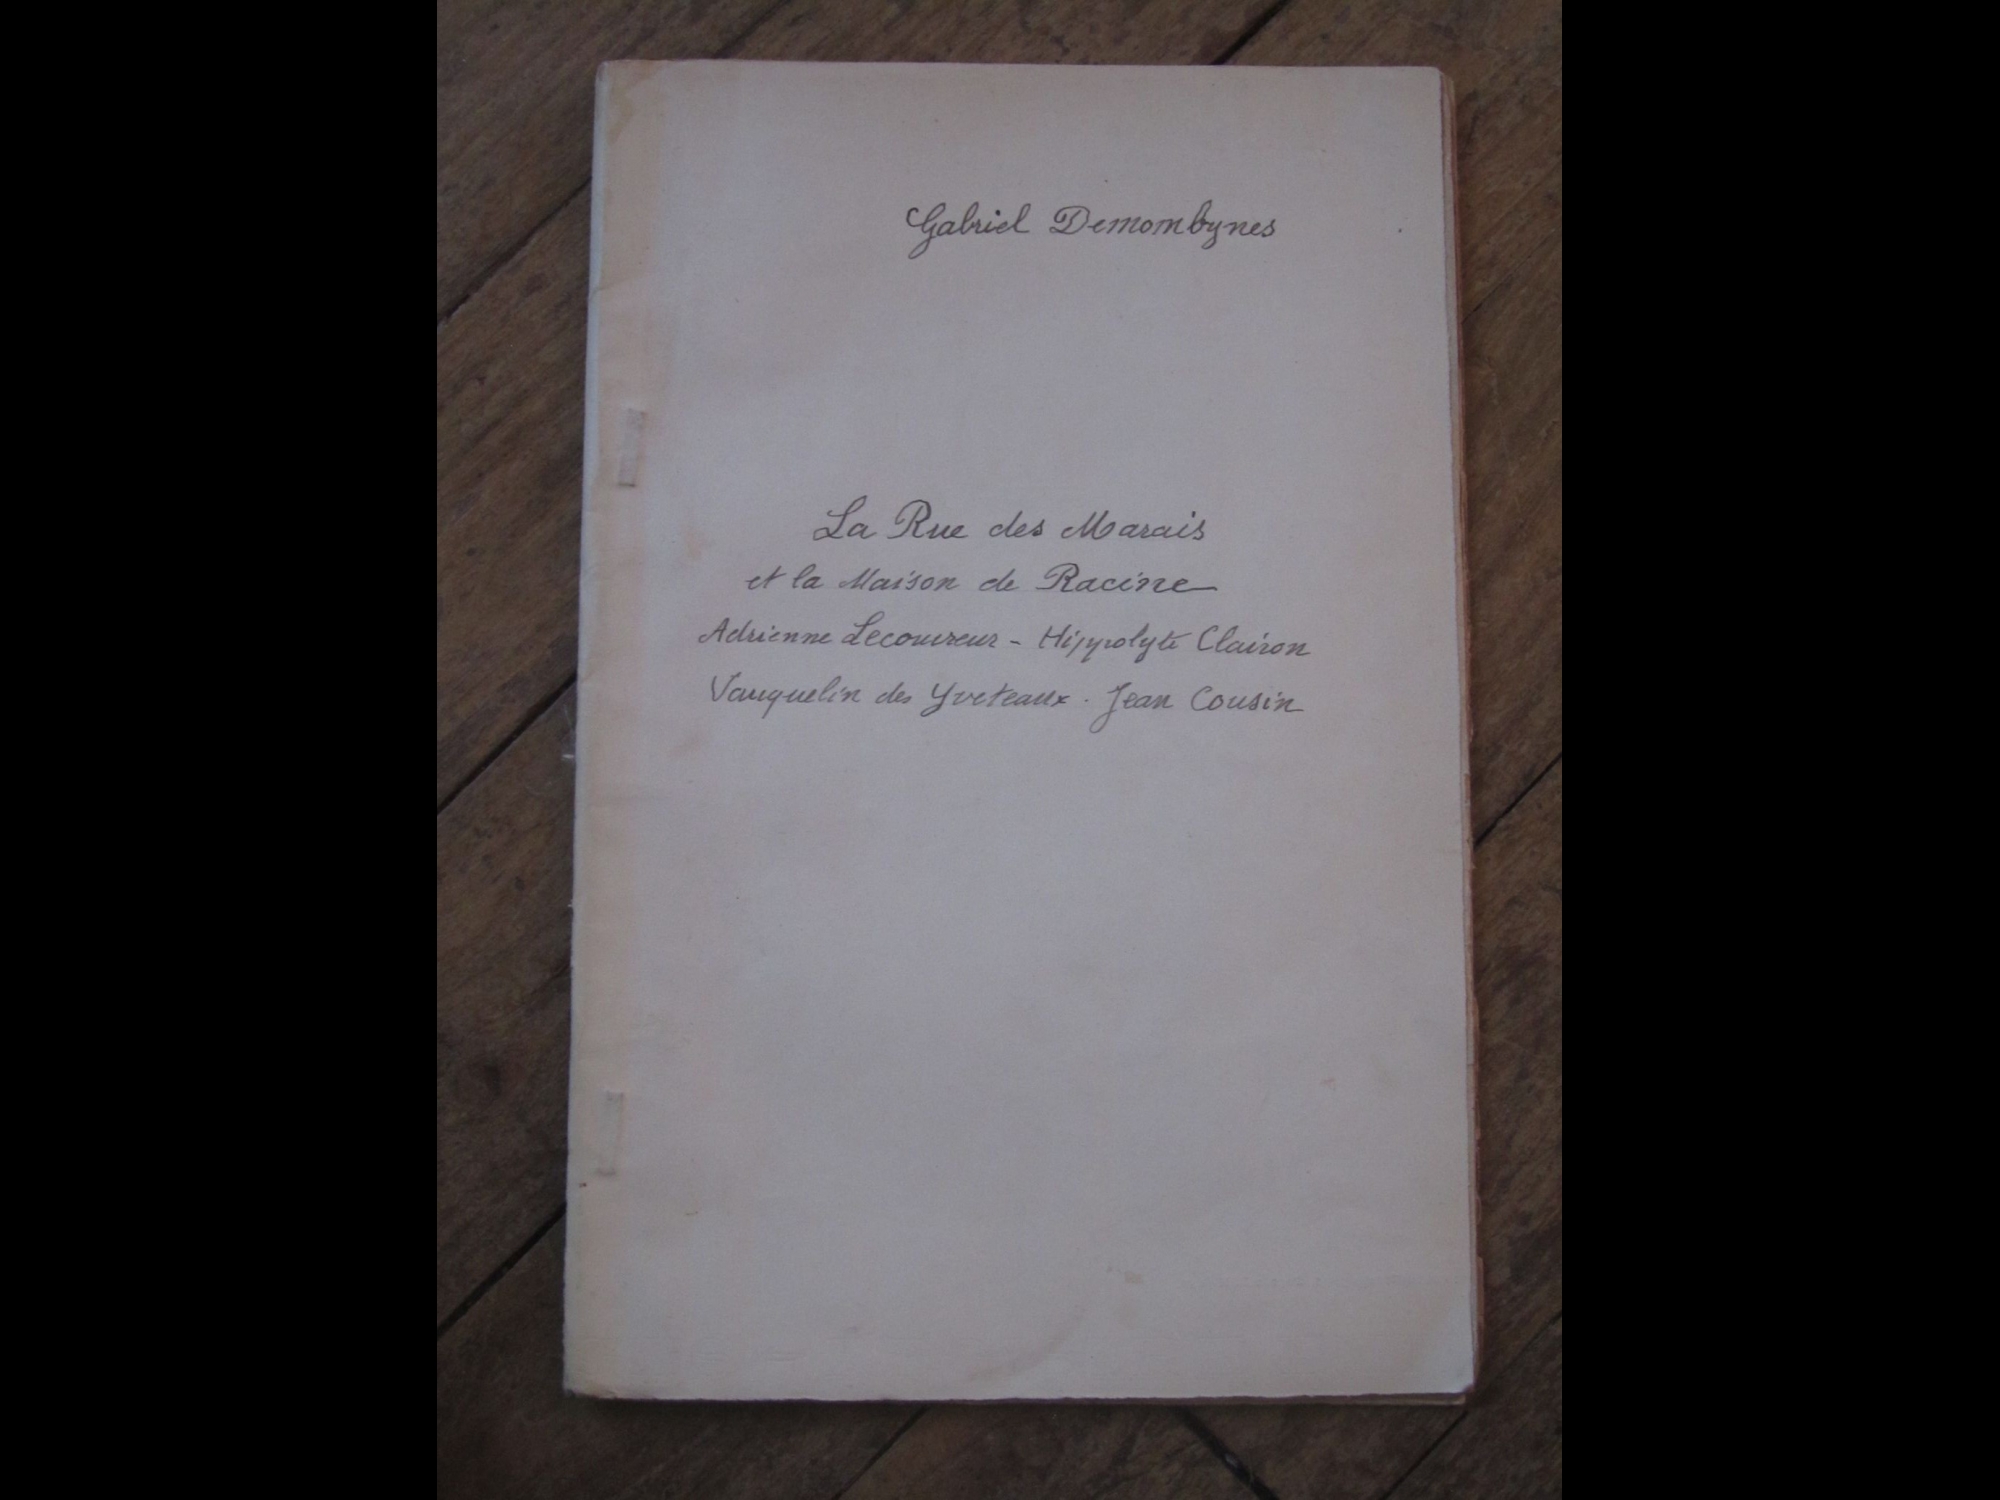 Gabriel Demombynes
La Rue des Marais
et la Maison de Racine
Adrienne Lecouvreur - Hippolyte Clairon
Vauquelin des Yveteaux. Jean Cousin